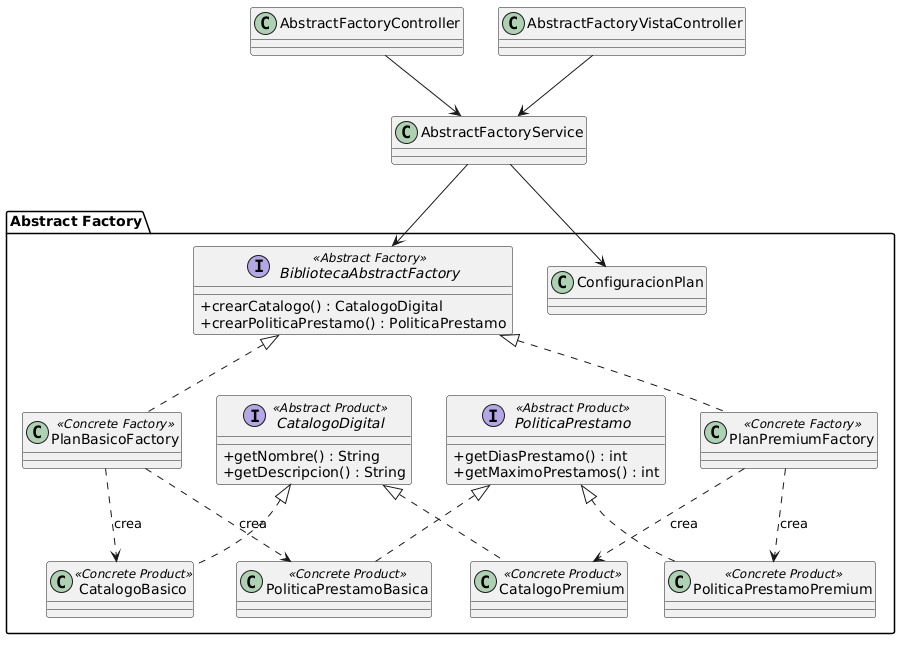 C AbstractFactoryController
C AbstractFactoryVistaController
C AbstractFactoryService
Abstract Factory
I «Abstract Factory»
BibliotecaAbstractFactory
+crearCatalogo() : CatalogoDigital
+crearPoliticaPrestamo() : PoliticaPrestamo
C ConfiguracionPlan
C «Concrete Factory»
PlanBasicoFactory
I «Abstract Product»
CatalogoDigital
+getNombre() : String
+getDescripcion() : String
I «Abstract Product»
PoliticaPrestamo
+getDiasPrestamo() : int
+getMaximoPrestamos() : int
C «Concrete Factory»
PlanPremiumFactory
crea
crea
crea
crea
C «Concrete Product»
CatalogoBasico
C «Concrete Product»
PoliticaPrestamoBasica
C «Concrete Product»
CatalogoPremium
C «Concrete Product»
PoliticaPrestamoPremium